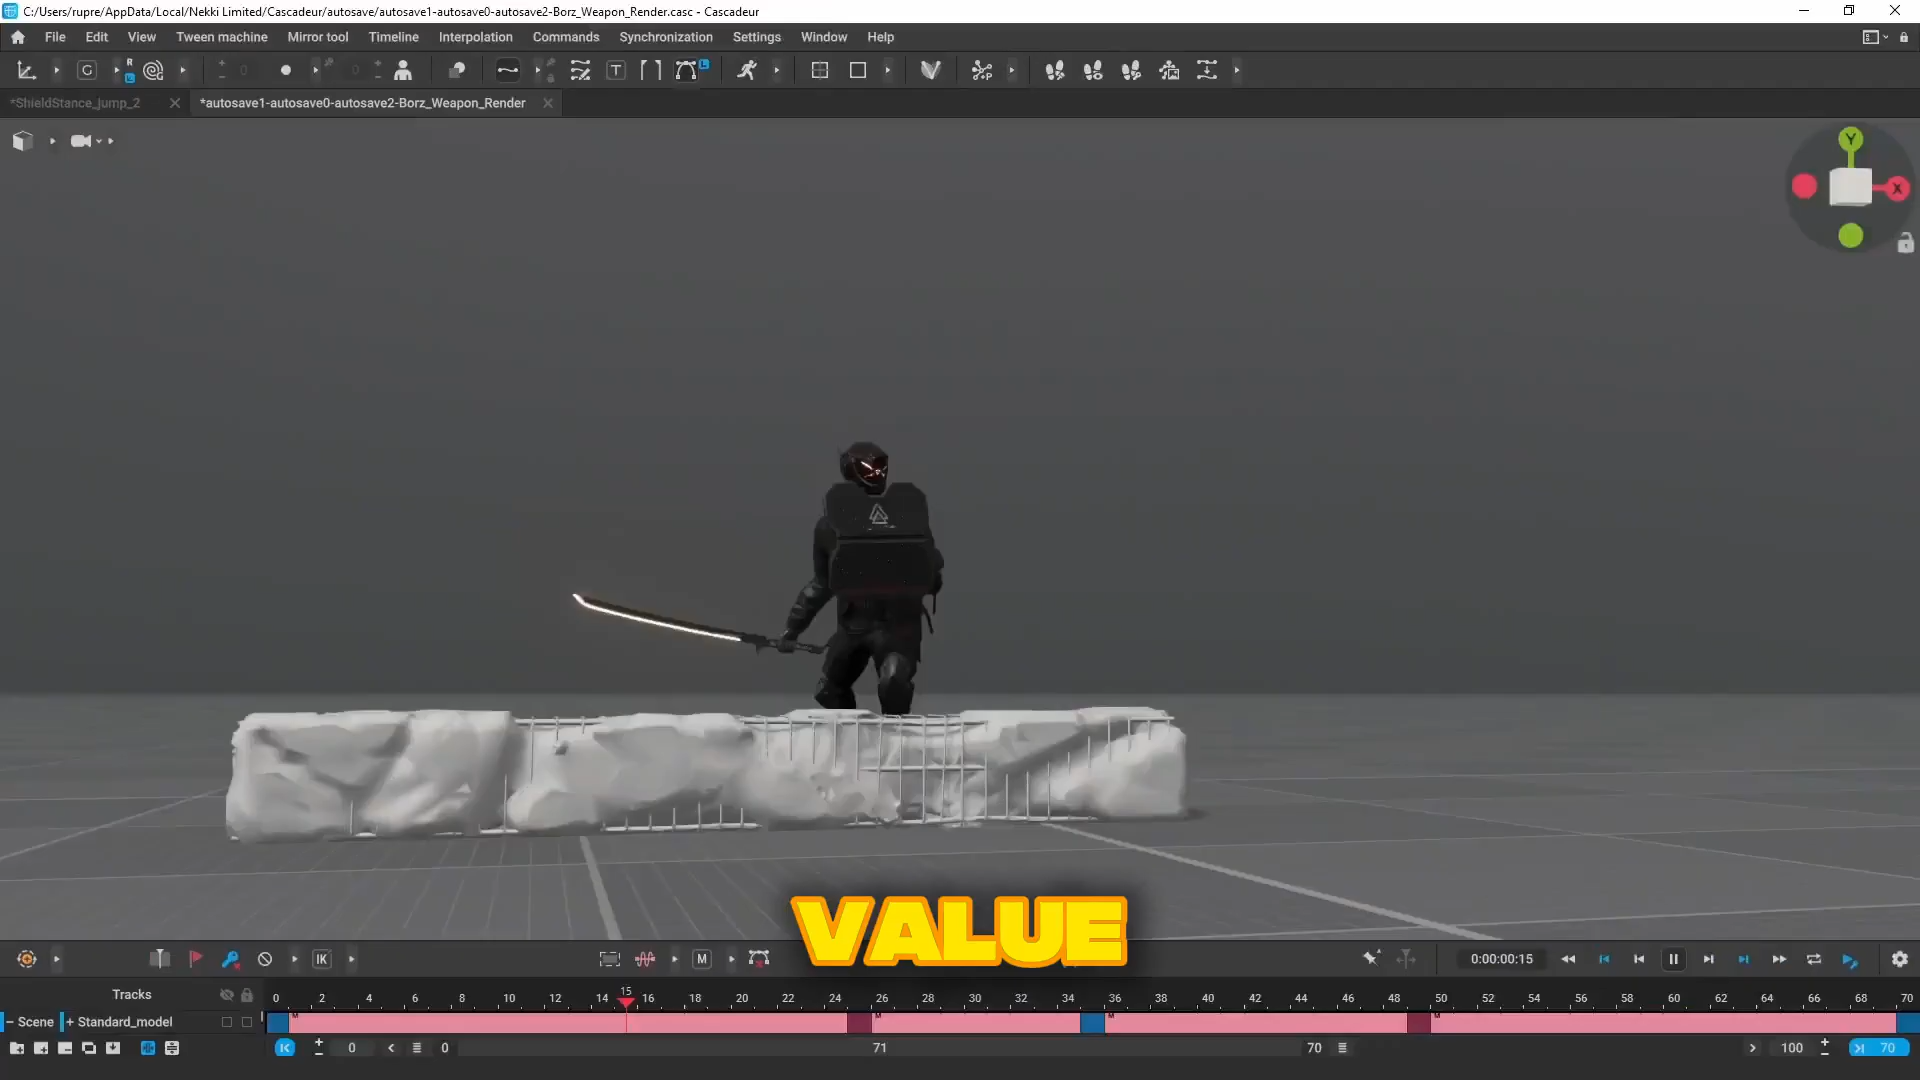 C:/Users/rupre/AppData/Local/Nekki Limited/Cascadeur/autosave/autosave1-autosave0-autosave2-Borz_Weapon_Render.casc - Cascadeur
File Edit View Tween machine Mirror tool Timeline Interpolation Commands Synchronization Settings Window Help
G R L 0 0 T L
*ShieldStance_jump_2 *autosave1-autosave0-autosave2-Borz_Weapon_Render
Y
X
VALUE
IK M 0:00:00:15
Tracks 0 2 4 6 8 10 12 14 15 16 18 20 22 24 26 28 30 32 34 36 38 40 42 44 46 48 50 52 54 56 58 60 62 64 66 68 70
Scene + Standard_model M M M M
0 0 71 70 100 70